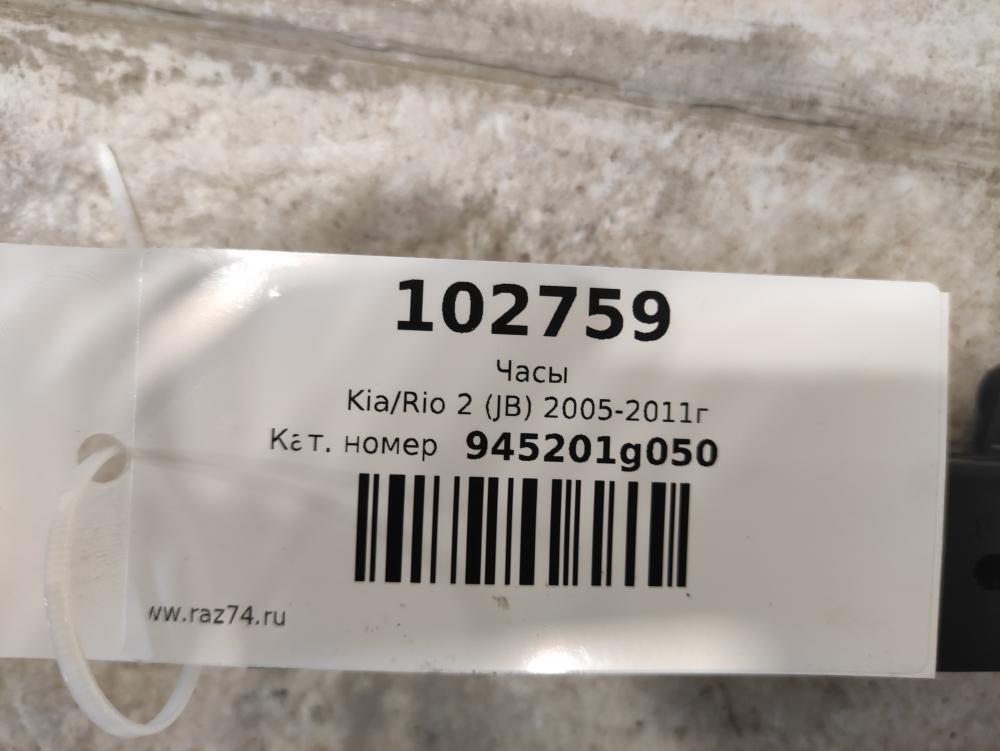 102759
Часы
Kia/Rio 2 (JB) 2005-2011г
Кат. номер 945201g050
ww.raz74.ru